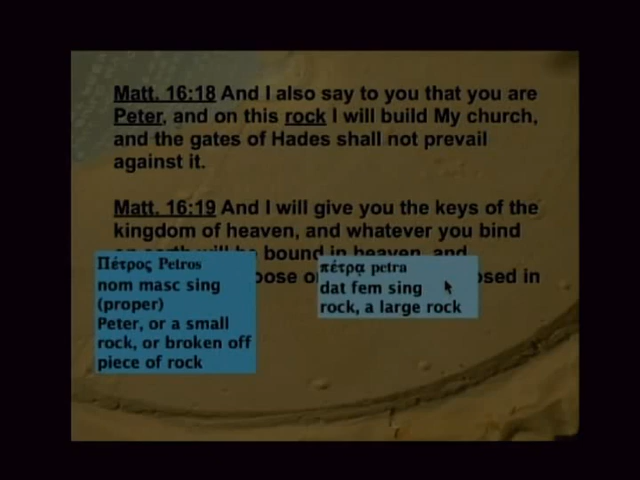 Matt. 16:18 And I also say to you that you are
Peter, and on this rock I will build My church,
and the gates of Hades shall not prevail
against it.
Matt. 16:19 And I will give you the keys of the
kingdom of heaven, and whatever you bind
bound in heaven, and
Πέτρος Petros
nom masc sing
(proper)
Peter, or a small
rock, or broken off
piece of rock
πέτρᾳ petra
dat fem sing
rock, a large rock